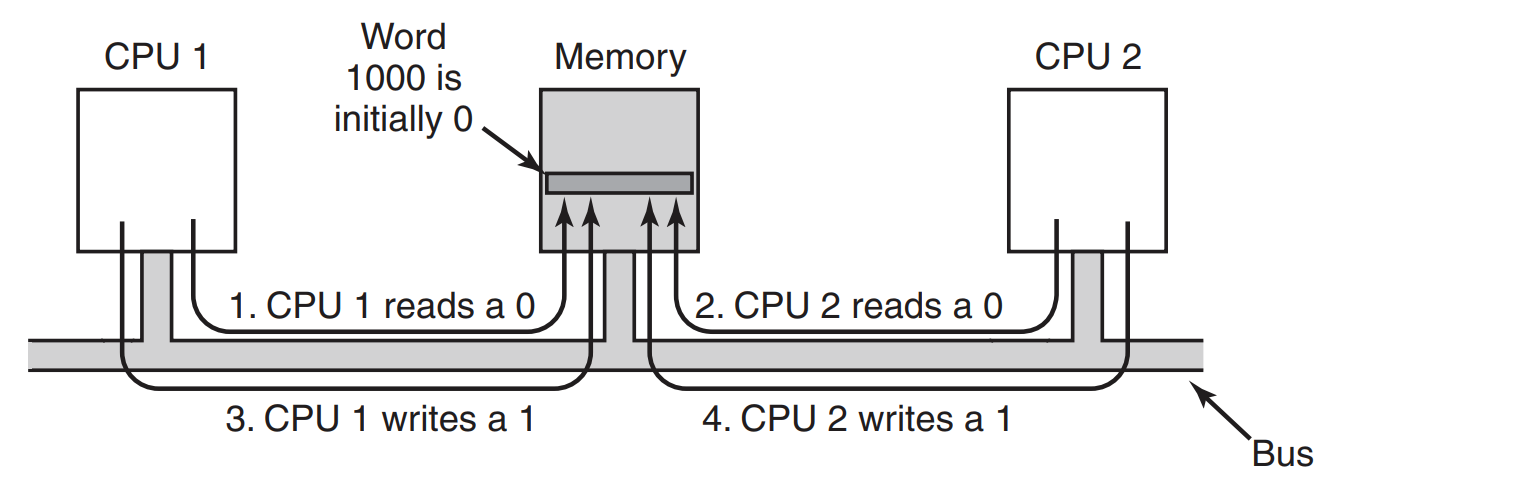 CPU 1
Word
1000 is
initially 0
Memory
CPU 2
1. CPU 1 reads a 0
2. CPU 2 reads a 0
3. CPU 1 writes a 1
4. CPU 2 writes a 1
Bus